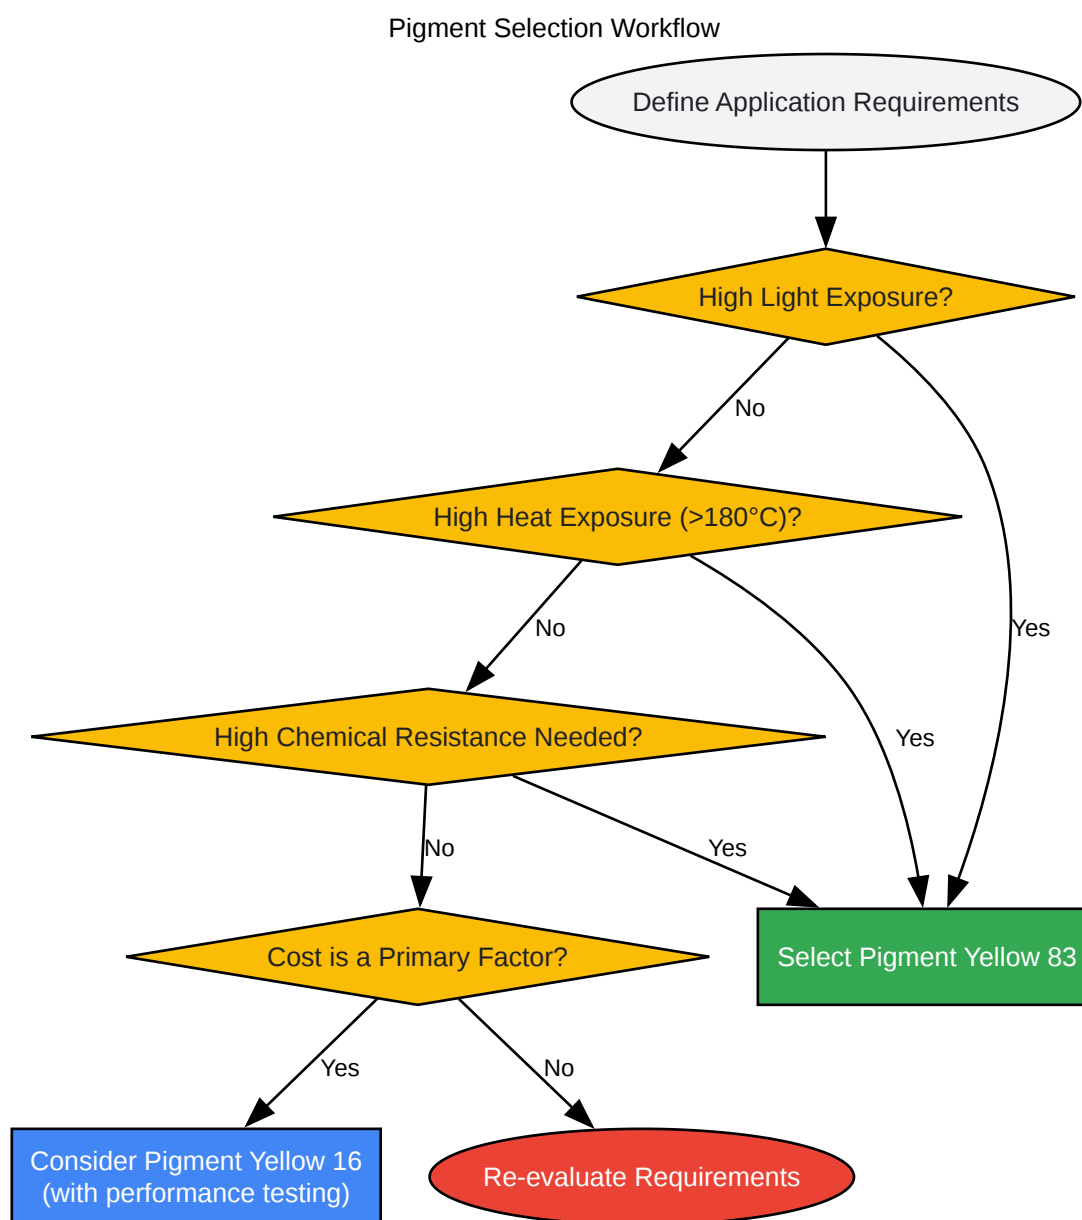 Pigment Selection Workflow
Define Application Requirements
High Light Exposure?
No
High Heat Exposure (>180°C)?
No
Yes
High Chemical Resistance Needed?
Yes
No
Yes
Cost is a Primary Factor?
Select Pigment Yellow 83
Yes
No
Consider Pigment Yellow 16
(with performance testing)
Re-evaluate Requirements